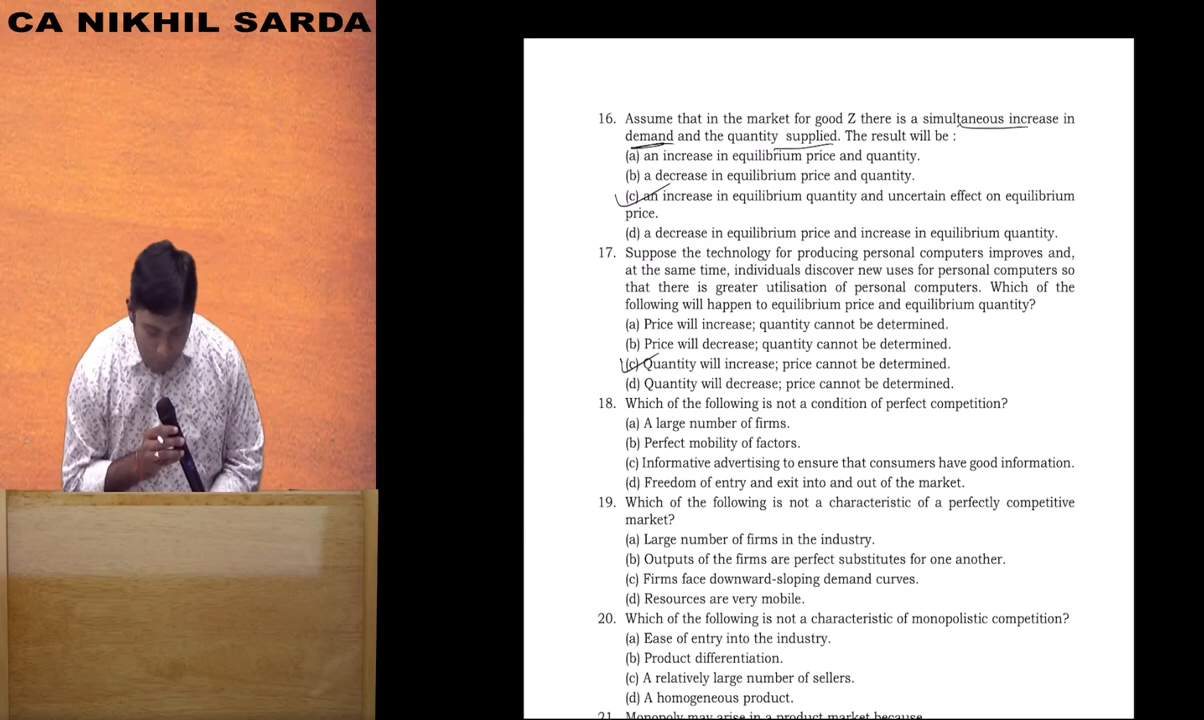 CA NIKHIL SARDA
16. Assume that in the market for good Z there is a simultaneous increase in
demand and the quantity supplied. The result will be :
(a) an increase in equilibrium price and quantity.
(b) a decrease in equilibrium price and quantity.
(c) an increase in equilibrium quantity and uncertain effect on equilibrium
price.
(d) a decrease in equilibrium price and increase in equilibrium quantity.
17. Suppose the technology for producing personal computers improves and,
at the same time, individuals discover new uses for personal computers so
that there is greater utilisation of personal computers. Which of the
following will happen to equilibrium price and equilibrium quantity?
(a) Price will increase; quantity cannot be determined.
(b) Price will decrease; quantity cannot be determined.
(c) Quantity will increase; price cannot be determined.
(d) Quantity will decrease; price cannot be determined.
18. Which of the following is not a condition of perfect competition?
(a) A large number of firms.
(b) Perfect mobility of factors.
(c) Informative advertising to ensure that consumers have good information.
(d) Freedom of entry and exit into and out of the market.
19. Which of the following is not a characteristic of a perfectly competitive
market?
(a) Large number of firms in the industry.
(b) Outputs of the firms are perfect substitutes for one another.
(c) Firms face downward-sloping demand curves.
(d) Resources are very mobile.
20. Which of the following is not a characteristic of monopolistic competition?
(a) Ease of entry into the industry.
(b) Product differentiation.
(c) A relatively large number of sellers.
(d) A homogeneous product.
21. Monopoly may arise in a product market because